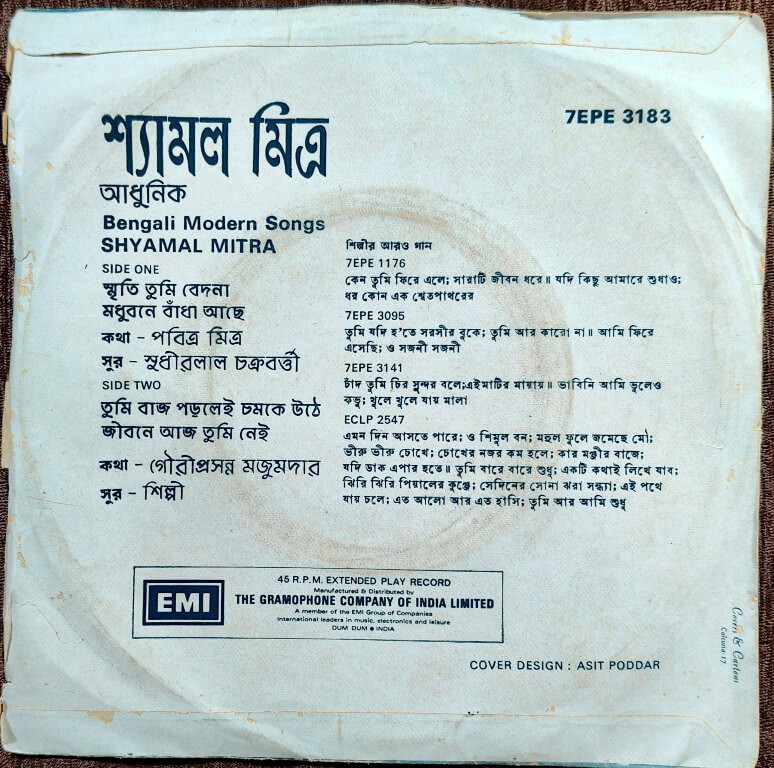 শ্যামল মিত্র
7EPE 3183
আধুনিক
Bengali Modern Songs
SHYAMAL MITRA
SIDE ONE
স্মৃতি তুমি বেদনা
মধুবনে বাঁধা আছে
কথা - পবিত্র মিত্র
সুর - সুধীরলাল চক্রবর্ত্তী
SIDE TWO
তুমি বাজ পড়লেই চমকে উঠে
জীবনে আজ তুমি নেই
কথা - গৌরীপ্রসন্ন মজুমদার
সুর - শিল্পী
শিল্পীর আরও গান
7EPE 1176
কেন তুমি ফিরে এলে; সারাটি জীবন ধরে॥ যদি কিছু আমারে শুধাও;
ধর কোন এক শ্বেতপাথরের
7EPE 3095
তুমি যদি হ'তে সরসীর বুকে; তুমি আর কারো না॥ আমি ফিরে
এসেছি; ও সজনী সজনী
7EPE 3141
চাঁদ তুমি চির সুন্দর বলে;এইমাটির মায়ায়॥ ভাবিনি আমি ভুলেও
কভু; খুলে খুলে যায় মালা
ECLP 2547
এমন দিন আসতে পারে; ও শিমুল বন; মহুল ফুলে জমেছে মৌ;
ভীরু ভীরু চোখে; চোখের নজর কম হলে; কার মঞ্জীর বাজে;
যদি ডাক এপার হতে॥ তুমি বারে বারে শুধু; একটি কথাই লিখে যাব;
ঝিরি ঝিরি পিয়ালের কুঞ্জে; সেদিনের সোনা ঝরা সন্ধ্যা; এই পথে
যায় চলে; এত আলো আর এত হাসি; তুমি আর আমি শুধু
EMI
45 R.P.M. EXTENDED PLAY RECORD
Manufactured & Distributed by
THE GRAMOPHONE COMPANY OF INDIA LIMITED
A member of the EMI Group of Companies
International leaders in music, electronics and leisure
DUM DUM ● INDIA
COVER DESIGN : ASIT PODDAR
Covers & Cartons